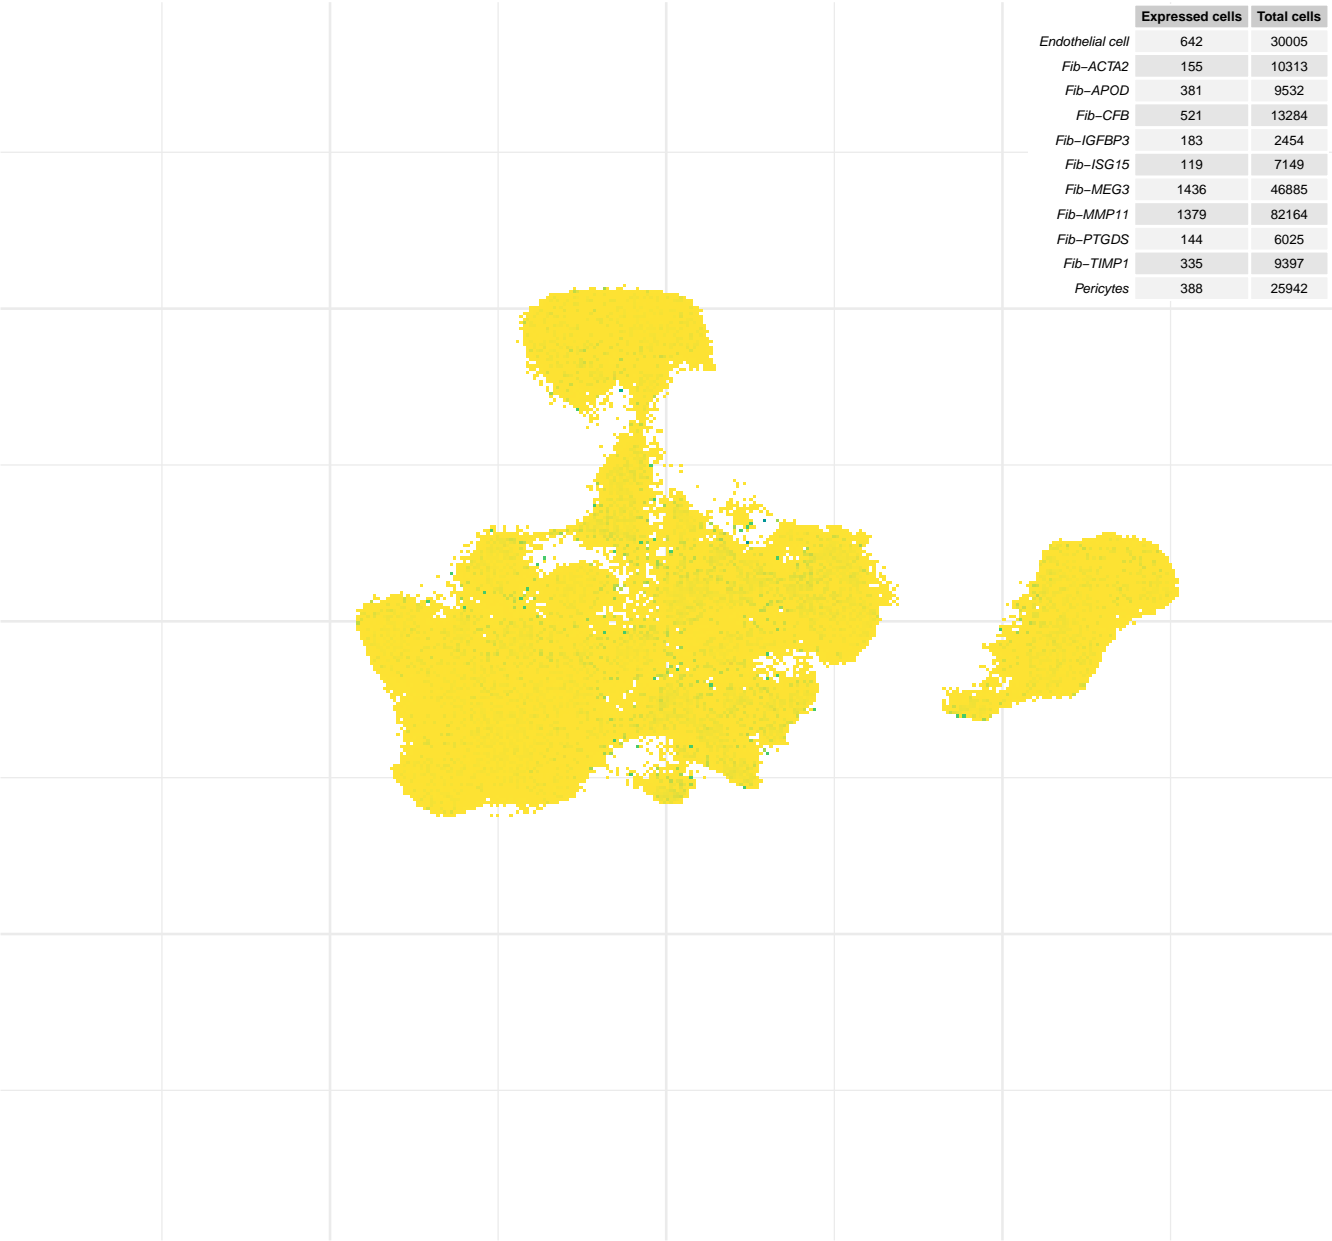 Expressed cells Total cells
Endothelial cell 642 30005
Fib−ACTA2 155 10313
Fib−APOD 381 9532
Fib−CFB 521 13284
Fib−IGFBP3 183 2454
Fib−ISG15 119 7149
Fib−MEG3 1436 46885
Fib−MMP11 1379 82164
Fib−PTGDS 144 6025
Fib−TIMP1 335 9397
Pericytes 388 25942